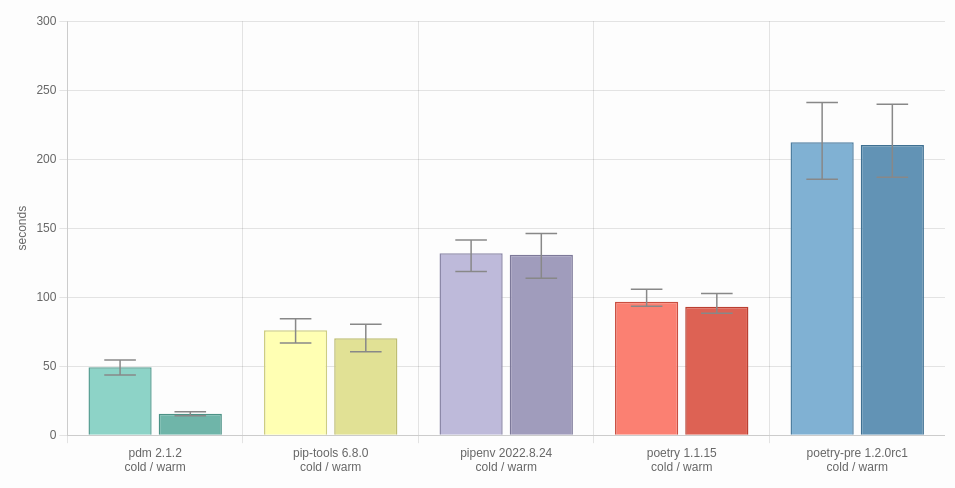 300
250
200
150
100
50
0
seconds
pdm 2.1.2
cold / warm
pip-tools 6.8.0
cold / warm
pipenv 2022.8.24
cold / warm
poetry 1.1.15
cold / warm
poetry-pre 1.2.0rc1
cold / warm